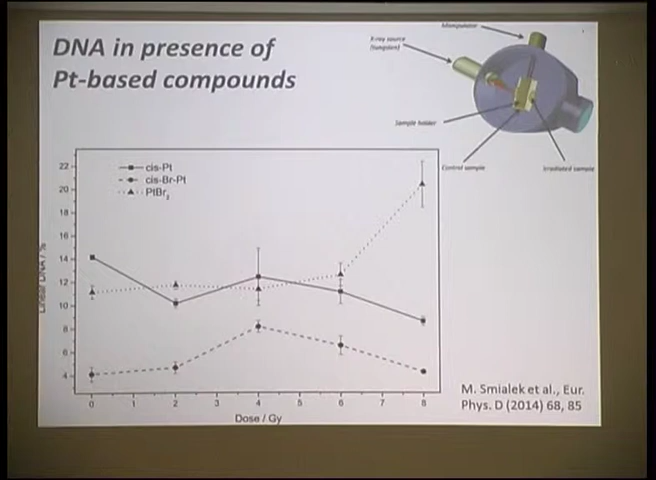 DNA in presence of
Pt-based compounds
Manipulator
X-ray source
(tungsten)
Sample holder
Control sample
Irradiated sample
cis-Pt
cis-Br-Pt
PtBr₂
22
20
18
16
14
12
10
8
6
4
Linear DNA / %
0 1 2 3 4 5 6 7 8
Dose / Gy
M. Smialek et al., Eur.
Phys. D (2014) 68, 85